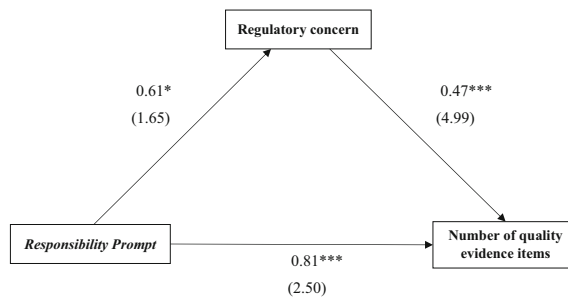 Regulatory concern
0.61*
(1.65)
0.47***
(4.99)
Responsibility Prompt
Number of quality
evidence items
0.81***
(2.50)